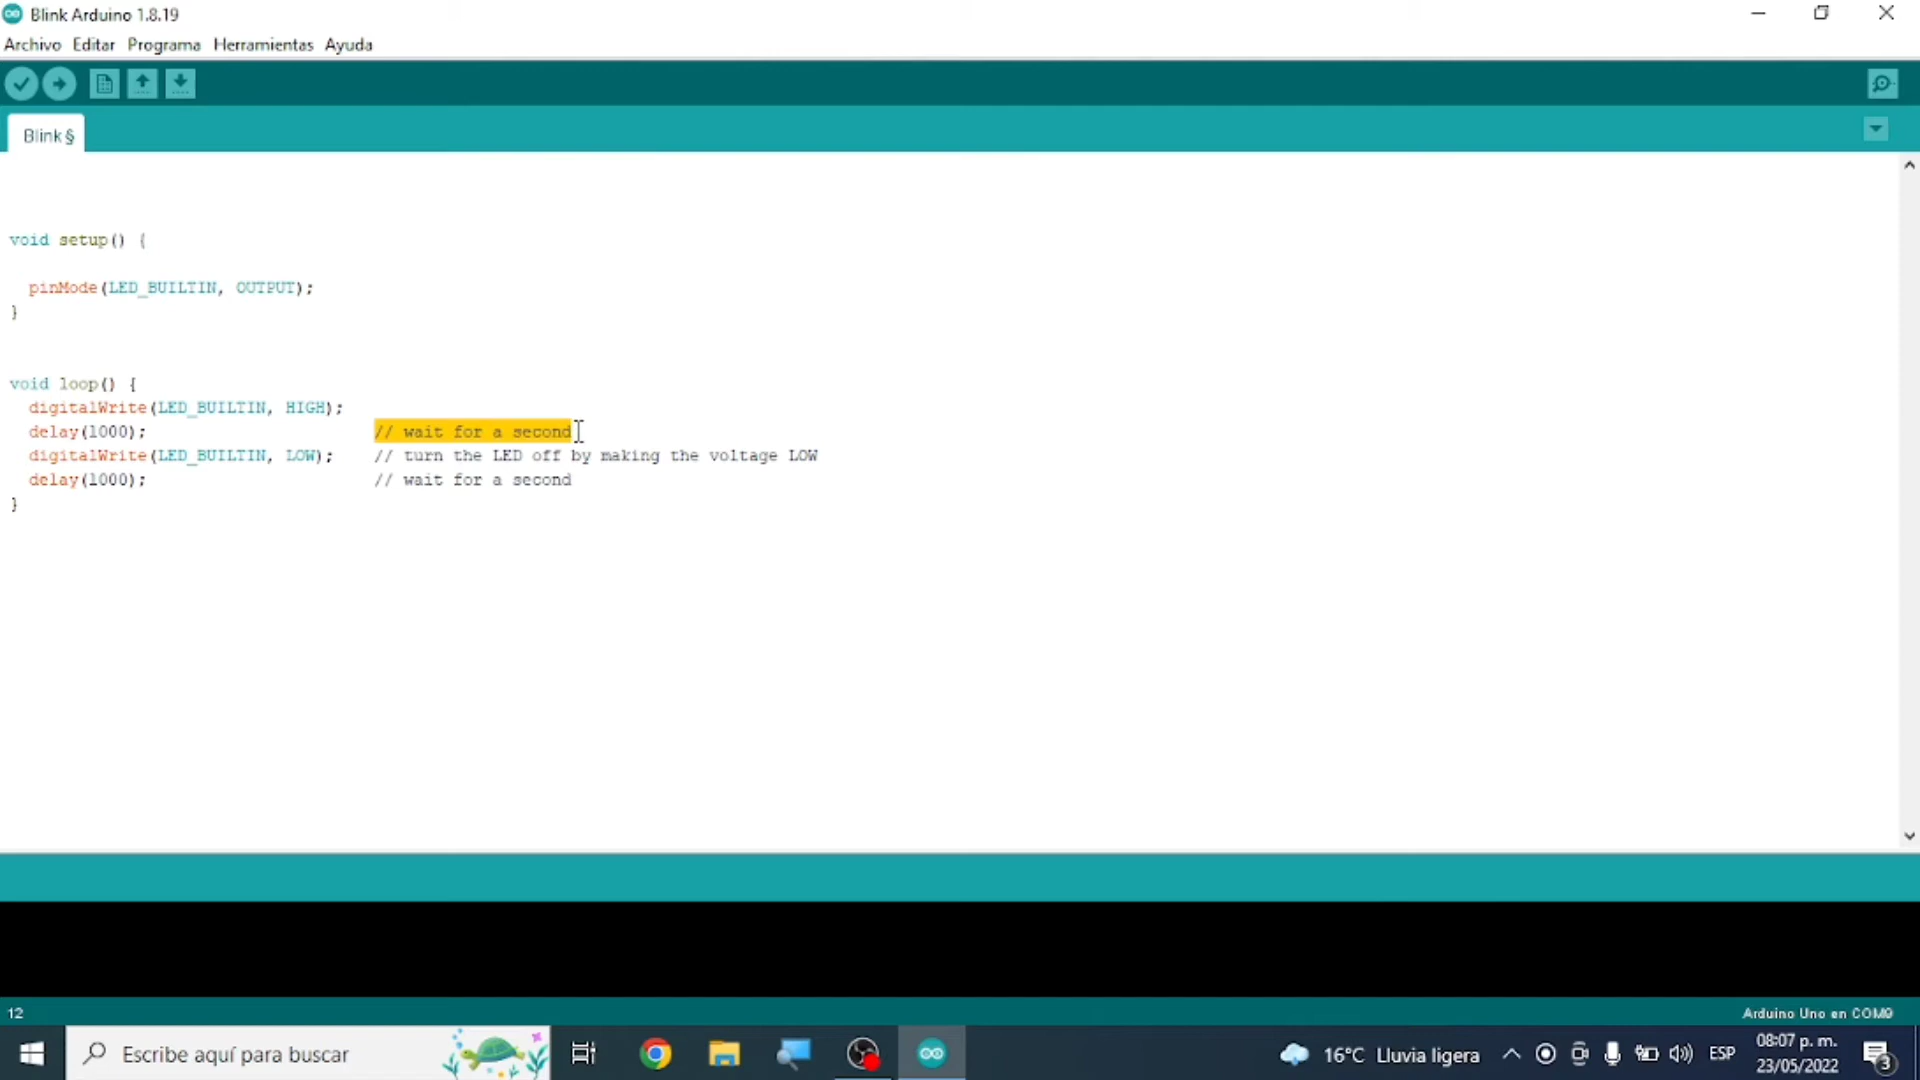 Blink Arduino 1.8.19
Archivo Editar Programa Herramientas Ayuda
Blink §
void setup() {
pinMode(LED_BUILTIN, OUTPUT);
}
void loop() {
digitalWrite(LED_BUILTIN, HIGH);
delay(1000); // wait for a second
digitalWrite(LED_BUILTIN, LOW); // turn the LED off by making the voltage LOW
delay(1000); // wait for a second
}
12
Arduino Uno en COM9
Escribe aquí para buscar
16°C Lluvia ligera
ESP
08:07 p. m.
23/05/2022
3